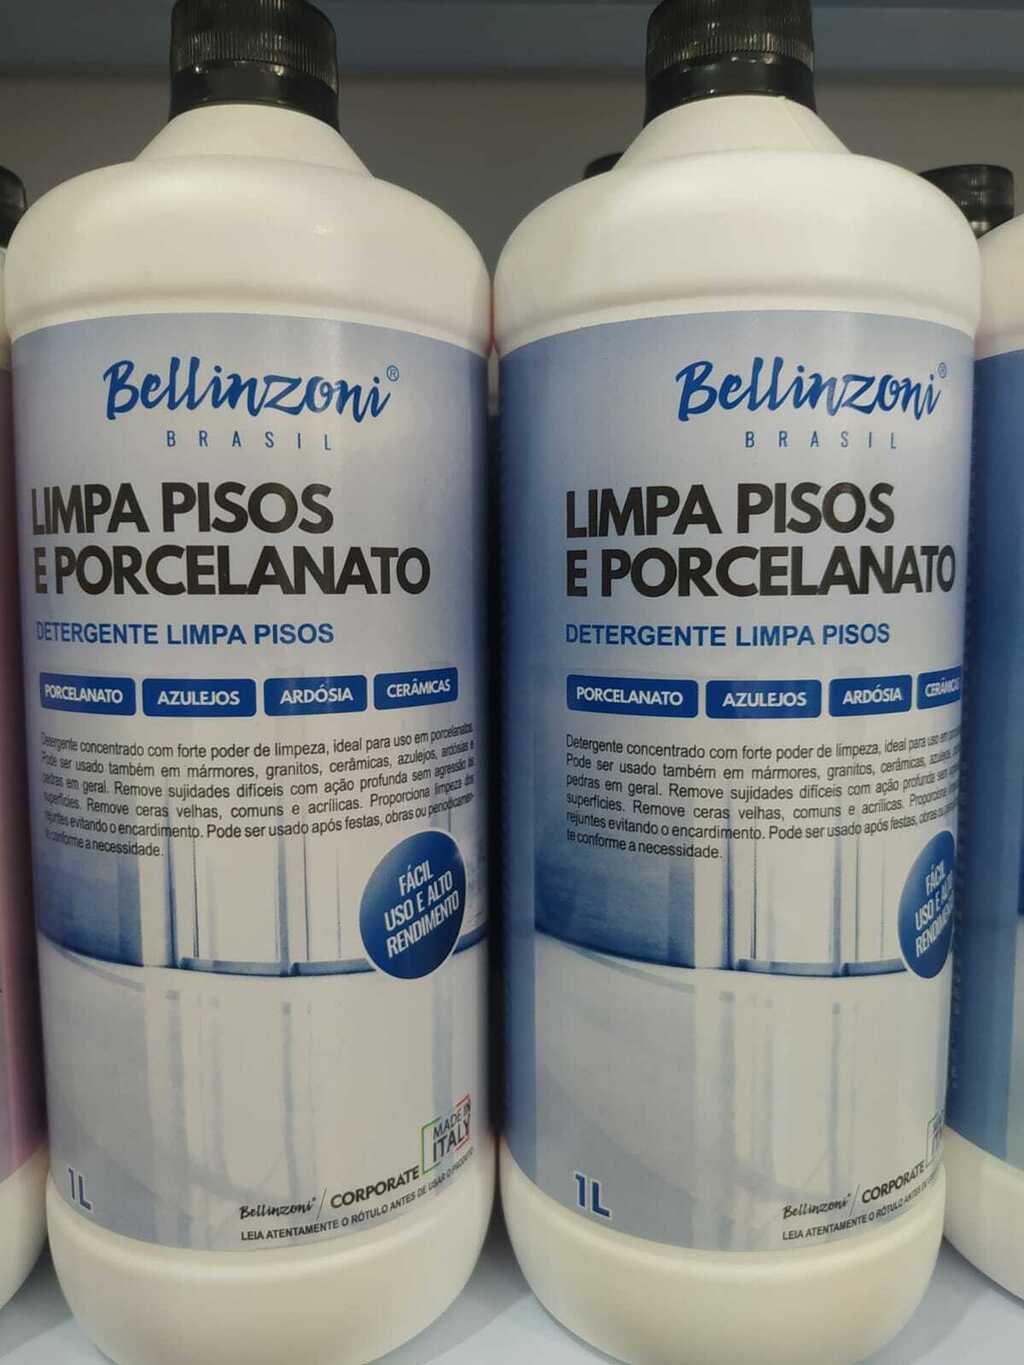 Bellinzoni®
BRASIL
LIMPA PISOS
E PORCELANATO
DETERGENTE LIMPA PISOS
PORCELANATO AZULEJOS ARDÓSIA CERÂMICAS
Detergente concentrado com forte poder de limpeza, ideal para uso em porcelanatos.
Pode ser usado também em mármores, granitos, cerâmicas, azulejos, ardósias e
pedras em geral. Remove sujidades difíceis com ação profunda sem agressão às
superfícies. Remove ceras velhas, comuns e acrílicas. Proporciona limpeza dos
rejuntes evitando o encardimento. Pode ser usado após festas, obras ou periodicamen-
te conforme a necessidade.
FÁCIL
USO E ALTO
RENDIMENTO
MADE IN
ITALY
1L
Bellinzoni® / CORPORATE
LEIA ATENTAMENTE O RÓTULO ANTES DE USAR O PRODUTO
Bellinzoni®
BRASIL
LIMPA PISOS
E PORCELANATO
DETERGENTE LIMPA PISOS
PORCELANATO AZULEJOS ARDÓSIA CERÂMICAS
Detergente concentrado com forte poder de limpeza, ideal para uso em
Pode ser usado também em mármores, granitos, cerâmicas,
pedras em geral. Remove sujidades difíceis com ação profunda sem
superfícies. Remove ceras velhas, comuns e acrílicas. Proporciona
rejuntes evitando o encardimento. Pode ser usado após festas, obras
te conforme a necessidade.
FÁCIL
USO E ALTO
1L
Bellinzoni® / CORPORATE
LEIA ATENTAMENTE O RÓTULO ANTES